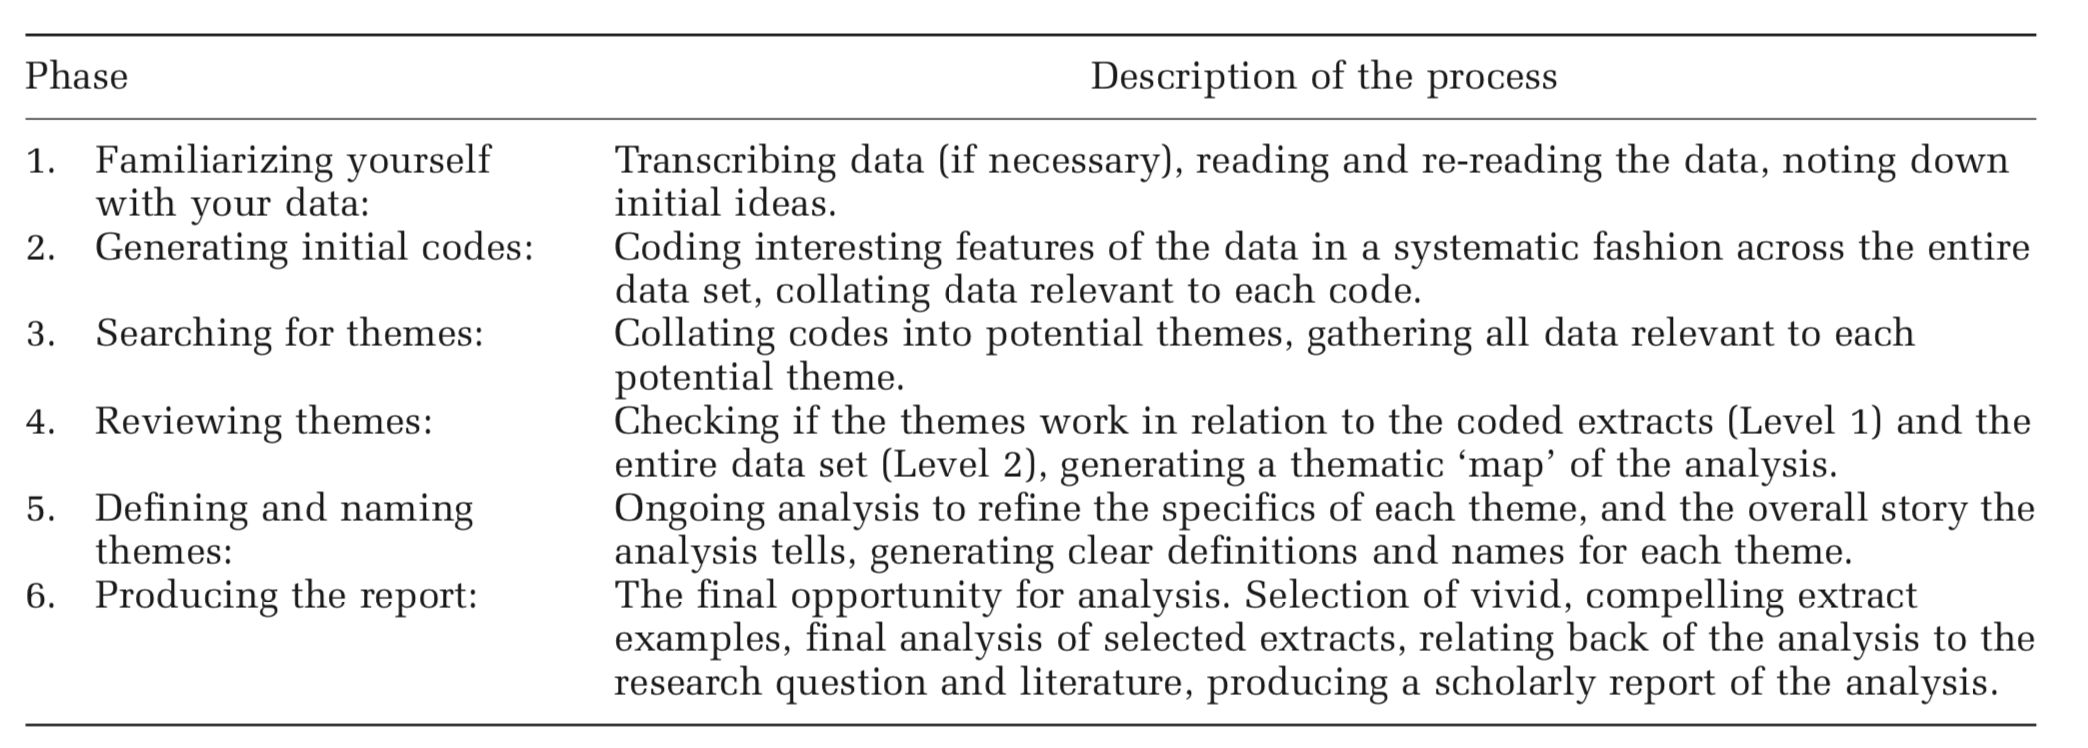 Phase Description of the process
1. Familiarizing yourself Transcribing data (if necessary), reading and re-reading the data, noting down
with your data: initial ideas.
2. Generating initial codes: Coding interesting features of the data in a systematic fashion across the entire
data set, collating data relevant to each code.
3. Searching for themes: Collating codes into potential themes, gathering all data relevant to each
potential theme.
4. Reviewing themes: Checking if the themes work in relation to the coded extracts (Level 1) and the
entire data set (Level 2), generating a thematic ‘map’ of the analysis.
5. Defining and naming Ongoing analysis to refine the specifics of each theme, and the overall story the
themes: analysis tells, generating clear definitions and names for each theme.
6. Producing the report: The final opportunity for analysis. Selection of vivid, compelling extract
examples, final analysis of selected extracts, relating back of the analysis to the
research question and literature, producing a scholarly report of the analysis.